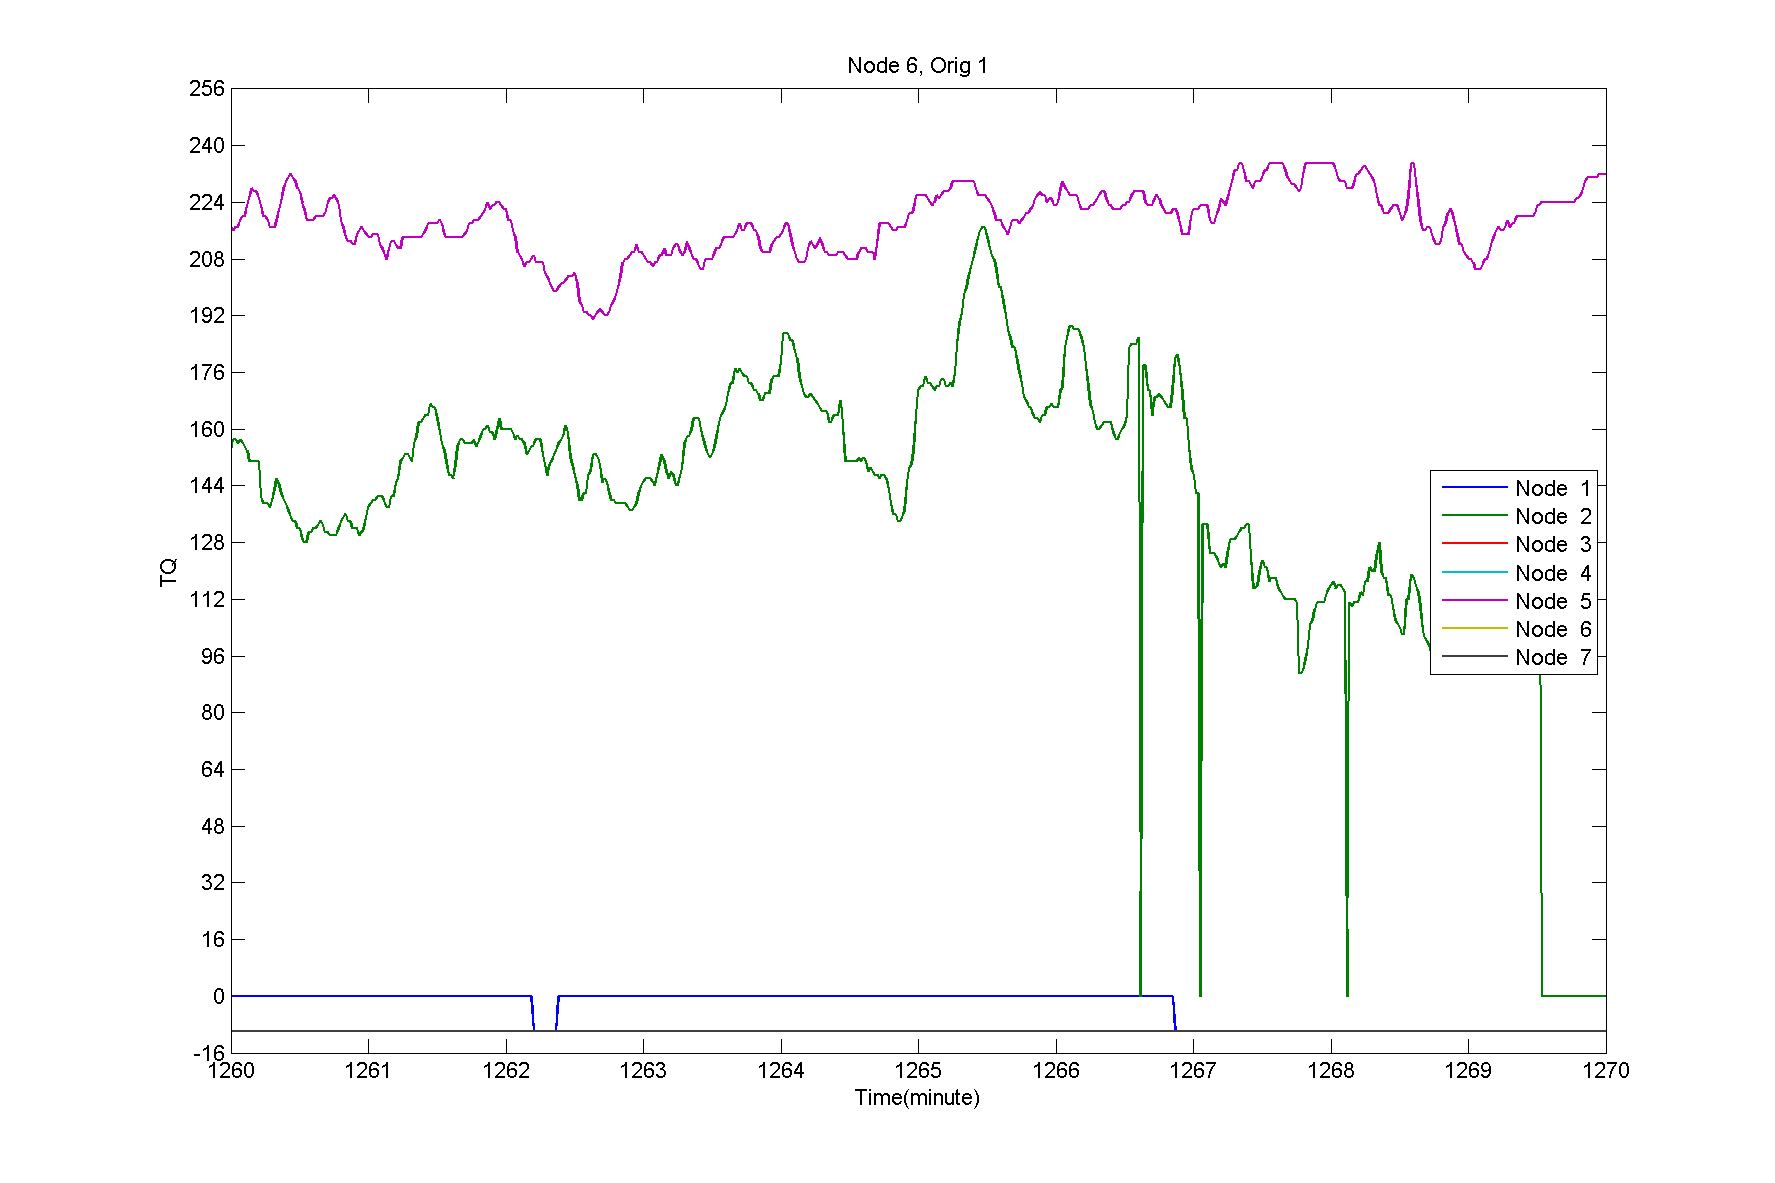 Node 6, Orig 1
256
240
224
208
192
176
160
144
128
112
96
80
64
48
32
16
0
-16
TQ
Node 1
Node 2
Node 3
Node 4
Node 5
Node 6
Node 7
1260 1261 1262 1263 1264 1265 1266 1267 1268 1269 1270
Time(minute)